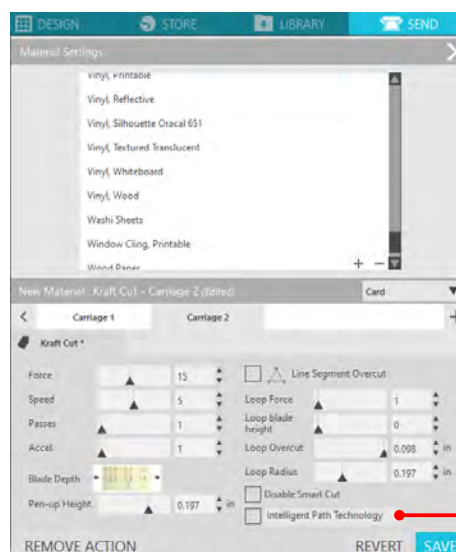 DESIGN STORE LIBRARY SEND
Material Settings
Vinyl, Printable
Vinyl, Reflective
Vinyl, Silhouette Oracal 651
Vinyl, Textured Translucent
Vinyl, Whiteboard
Vinyl, Wood
Washi Sheets
Window Cling, Printable
Wood Paper
+ −
New Material : Kraft Cut - Carriage 2 (Edited) Card
Carriage 1 Carriage 2 +
Kraft Cut *
Force 15 Line Segment Overcut
Speed 5 Loop Force 1
Passes 1 Loop blade height 0
Accel 1 Loop Overcut 0.098 in
Blade Depth Loop Radius 0.197 in
Disable Smart Cut
Pen-up Height 0.197 in Intelligent Path Technology
REMOVE ACTION REVERT SAVE